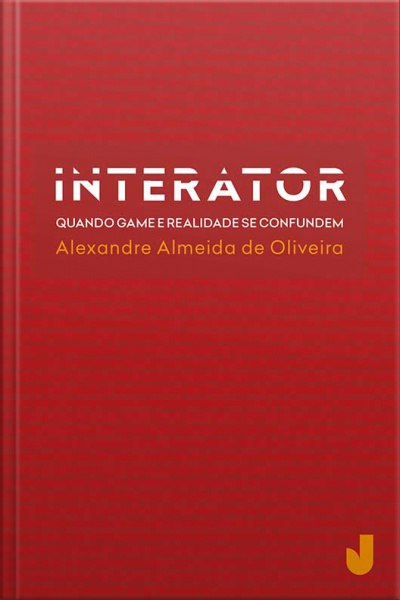 INTERATOR
QUANDO GAME E REALIDADE SE CONFUNDEM
Alexandre Almeida de Oliveira
J